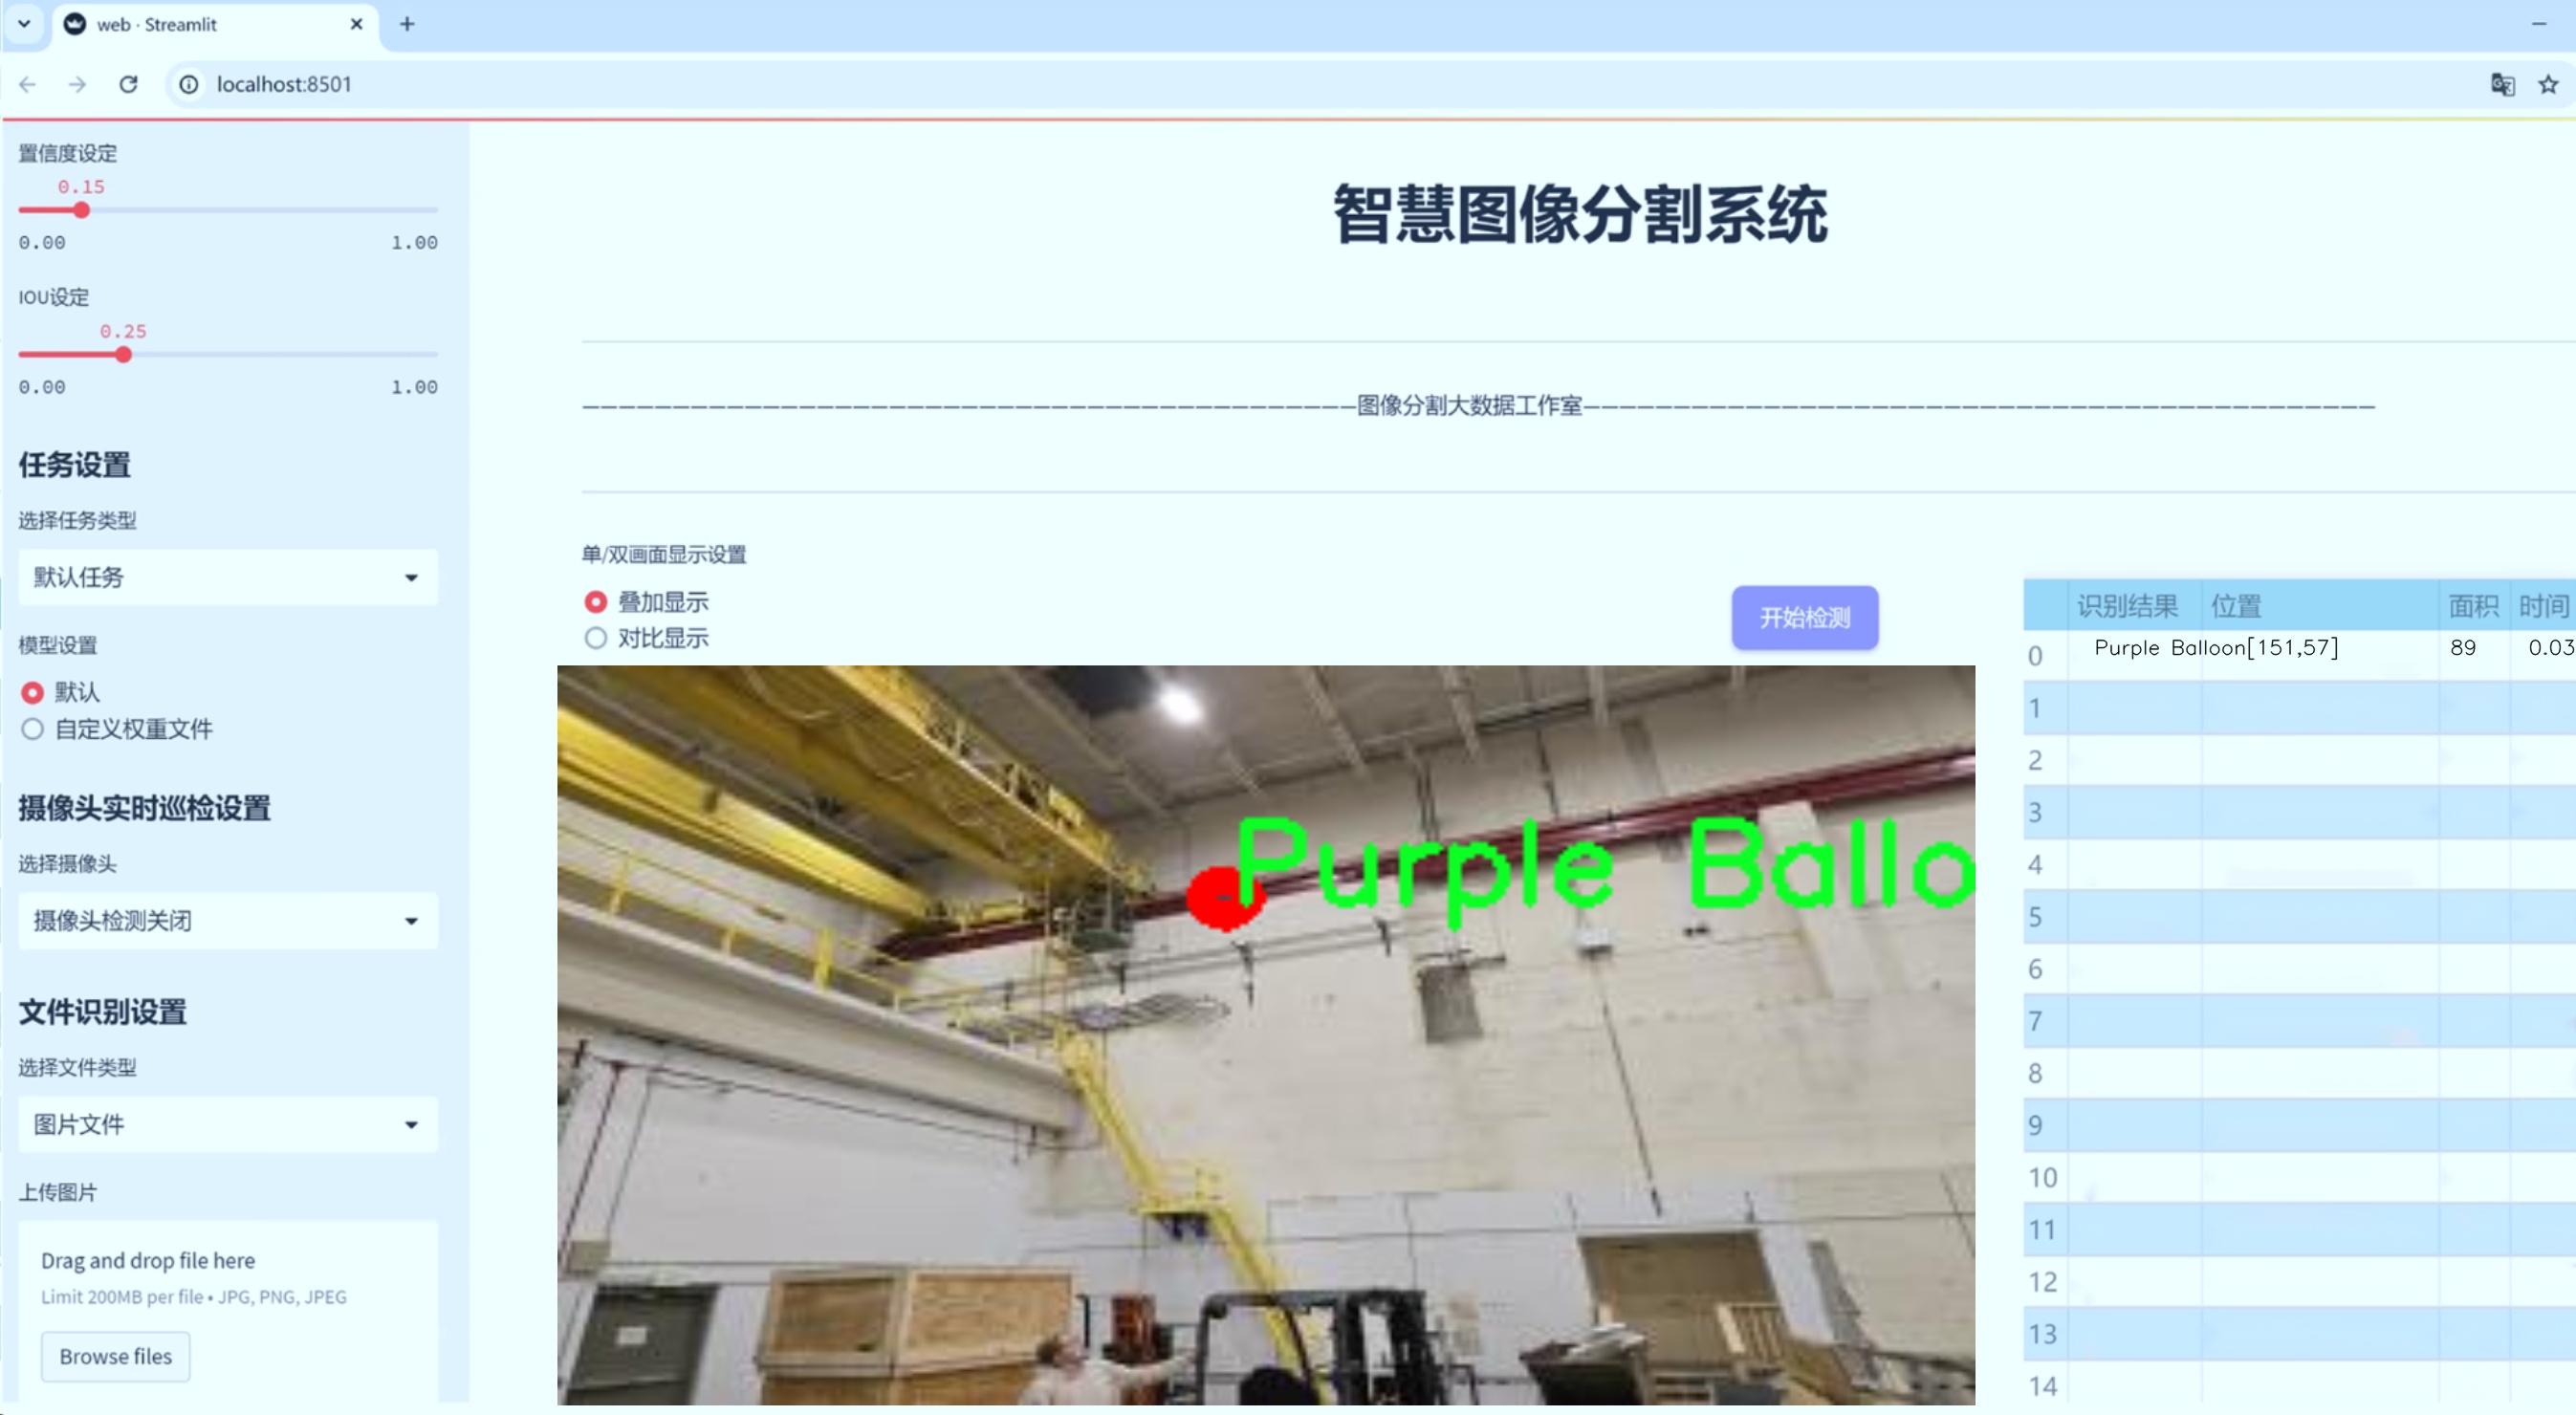 web · Streamlit
localhost:8501
置信度设定
0.15
0.00 1.00
IOU设定
0.25
0.00 1.00
任务设置
选择任务类型
默认任务
模型设置
默认
自定义权重文件
摄像头实时巡检设置
选择摄像头
摄像头检测关闭
文件识别设置
选择文件类型
图片文件
上传图片
Drag and drop file here
Limit 200MB per file • JPG, PNG, JPEG
Browse files
智慧图像分割系统
图像分割大数据工作室
单/双画面显示设置
叠加显示
对比显示
开始检测
Purple Ballo
识别结果 位置 面积 时间
0 Purple Balloon[151,57] 89 0.03
1
2
3
4
5
6
7
8
9
10
11
12
13
14